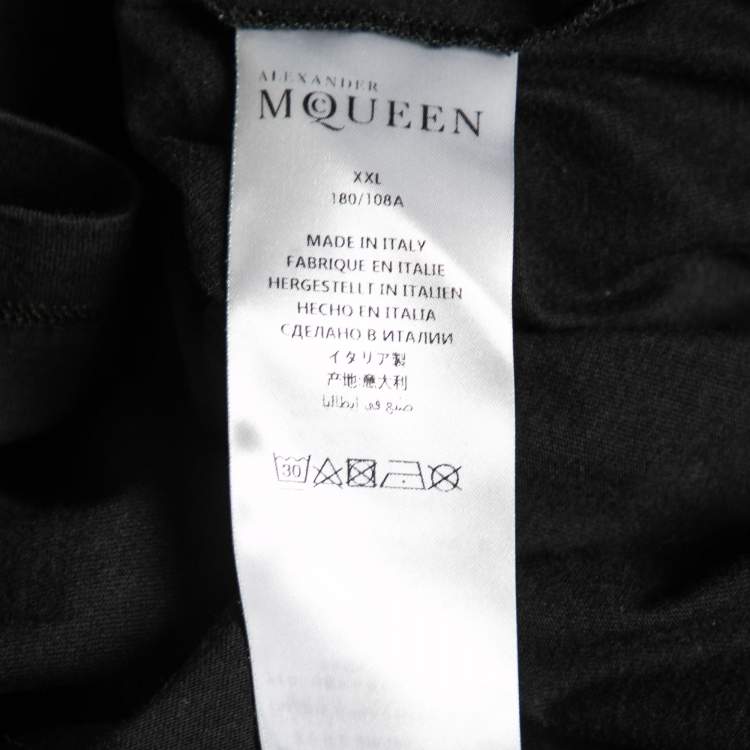 ALEXANDER
McQUEEN
XXL
180/108A
MADE IN ITALY
FABRIQUE EN ITALIE
HERGESTELLT IN ITALIEN
HECHO EN ITALIA
СДЕЛАНО В ИТАЛИИ
イタリア製
产地:意大利
صنع في ايطاليا
30